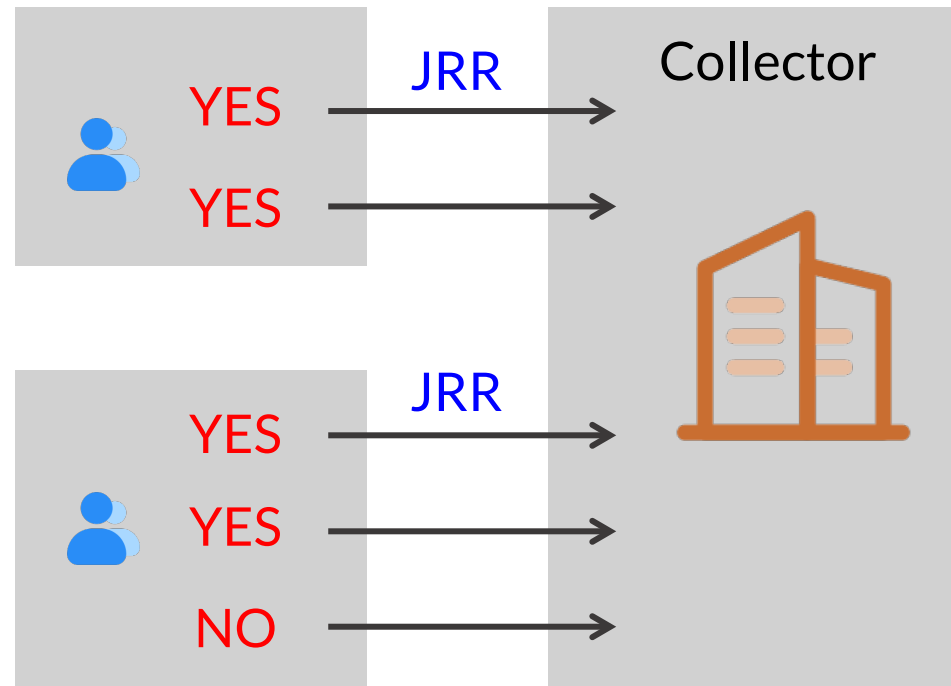 JRR
Collector
YES
YES
JRR
YES
YES
NO